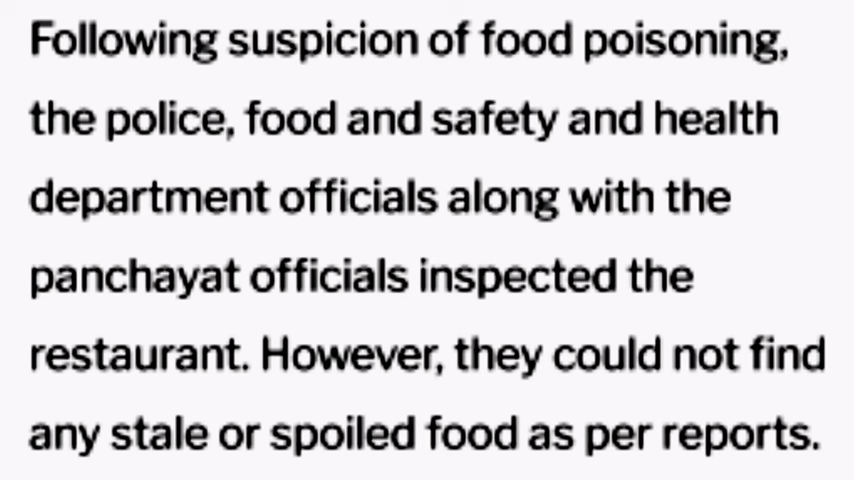 Following suspicion of food poisoning,
the police, food and safety and health
department officials along with the
panchayat officials inspected the
restaurant. However, they could not find
any stale or spoiled food as per reports.